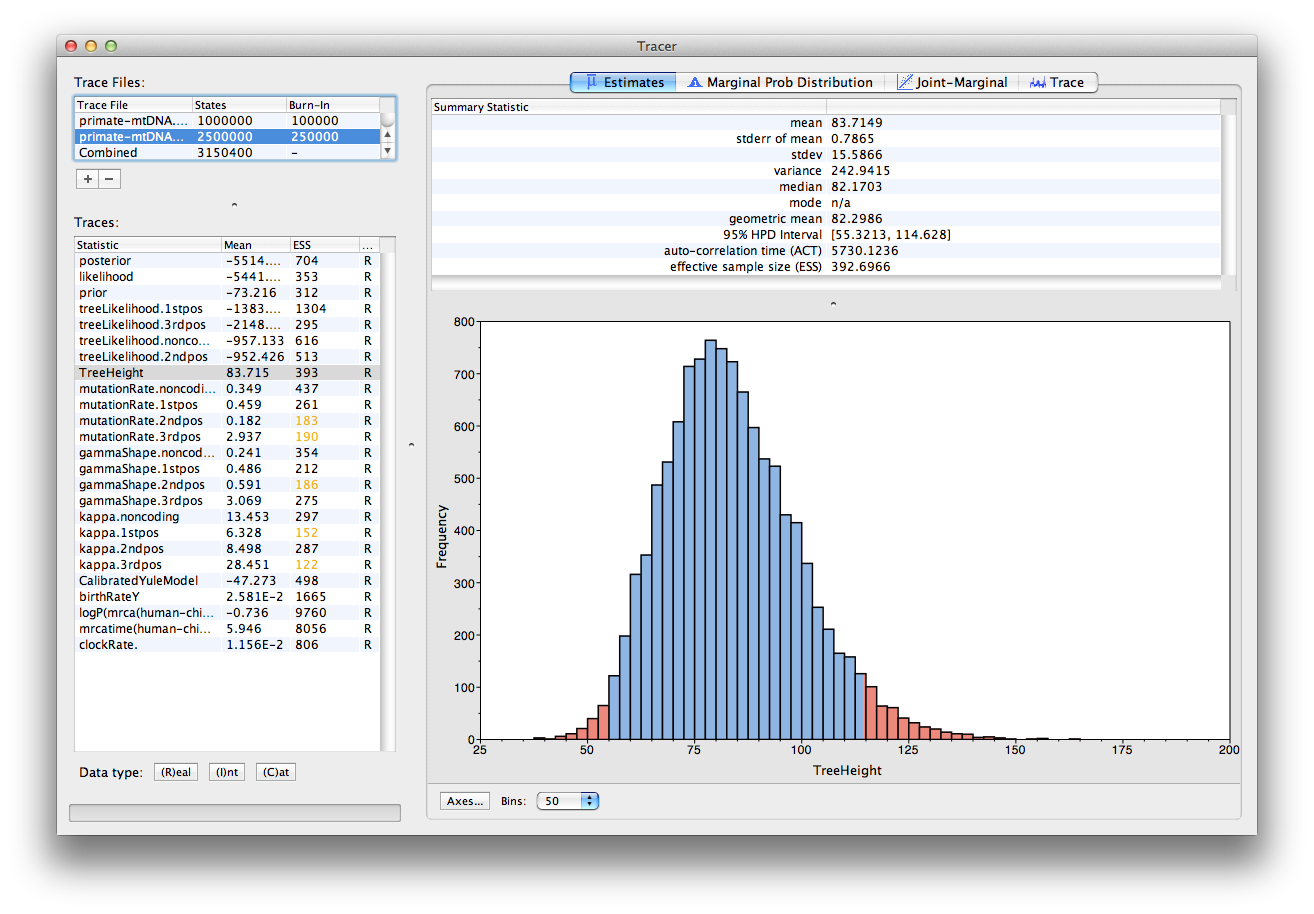 Tracer
Trace Files:
Trace File States Burn-In
primate-mtDNA.... 1000000 100000
primate-mtDNA... 2500000 250000
Combined 3150400 -
+ -
Traces:
Statistic Mean ESS ...
posterior -5514.... 704 R
likelihood -5441.... 353 R
prior -73.216 312 R
treeLikelihood.1stpos -1383.... 1304 R
treeLikelihood.3rdpos -2148.... 295 R
treeLikelihood.nonco... -957.133 616 R
treeLikelihood.2ndpos -952.426 513 R
TreeHeight 83.715 393 R
mutationRate.noncodi... 0.349 437 R
mutationRate.1stpos 0.459 261 R
mutationRate.2ndpos 0.182 183 R
mutationRate.3rdpos 2.937 190 R
gammaShape.noncod... 0.241 354 R
gammaShape.1stpos 0.486 212 R
gammaShape.2ndpos 0.591 186 R
gammaShape.3rdpos 3.069 275 R
kappa.noncoding 13.453 297 R
kappa.1stpos 6.328 152 R
kappa.2ndpos 8.498 287 R
kappa.3rdpos 28.451 122 R
CalibratedYuleModel -47.273 498 R
birthRateY 2.581E-2 1665 R
logP(mrca(human-chi... -0.736 9760 R
mrcatime(human-chi... 5.946 8056 R
clockRate. 1.156E-2 806 R
Data type: (R)eal (I)nt (C)at
Estimates Marginal Prob Distribution Joint-Marginal Trace
Summary Statistic
mean 83.7149
stderr of mean 0.7865
stdev 15.5866
variance 242.9415
median 82.1703
mode n/a
geometric mean 82.2986
95% HPD Interval [55.3213, 114.628]
auto-correlation time (ACT) 5730.1236
effective sample size (ESS) 392.6966
800
700
600
500
400
300
200
100
0
Frequency
25 50 75 100 125 150 175 200
TreeHeight
Axes... Bins: 50